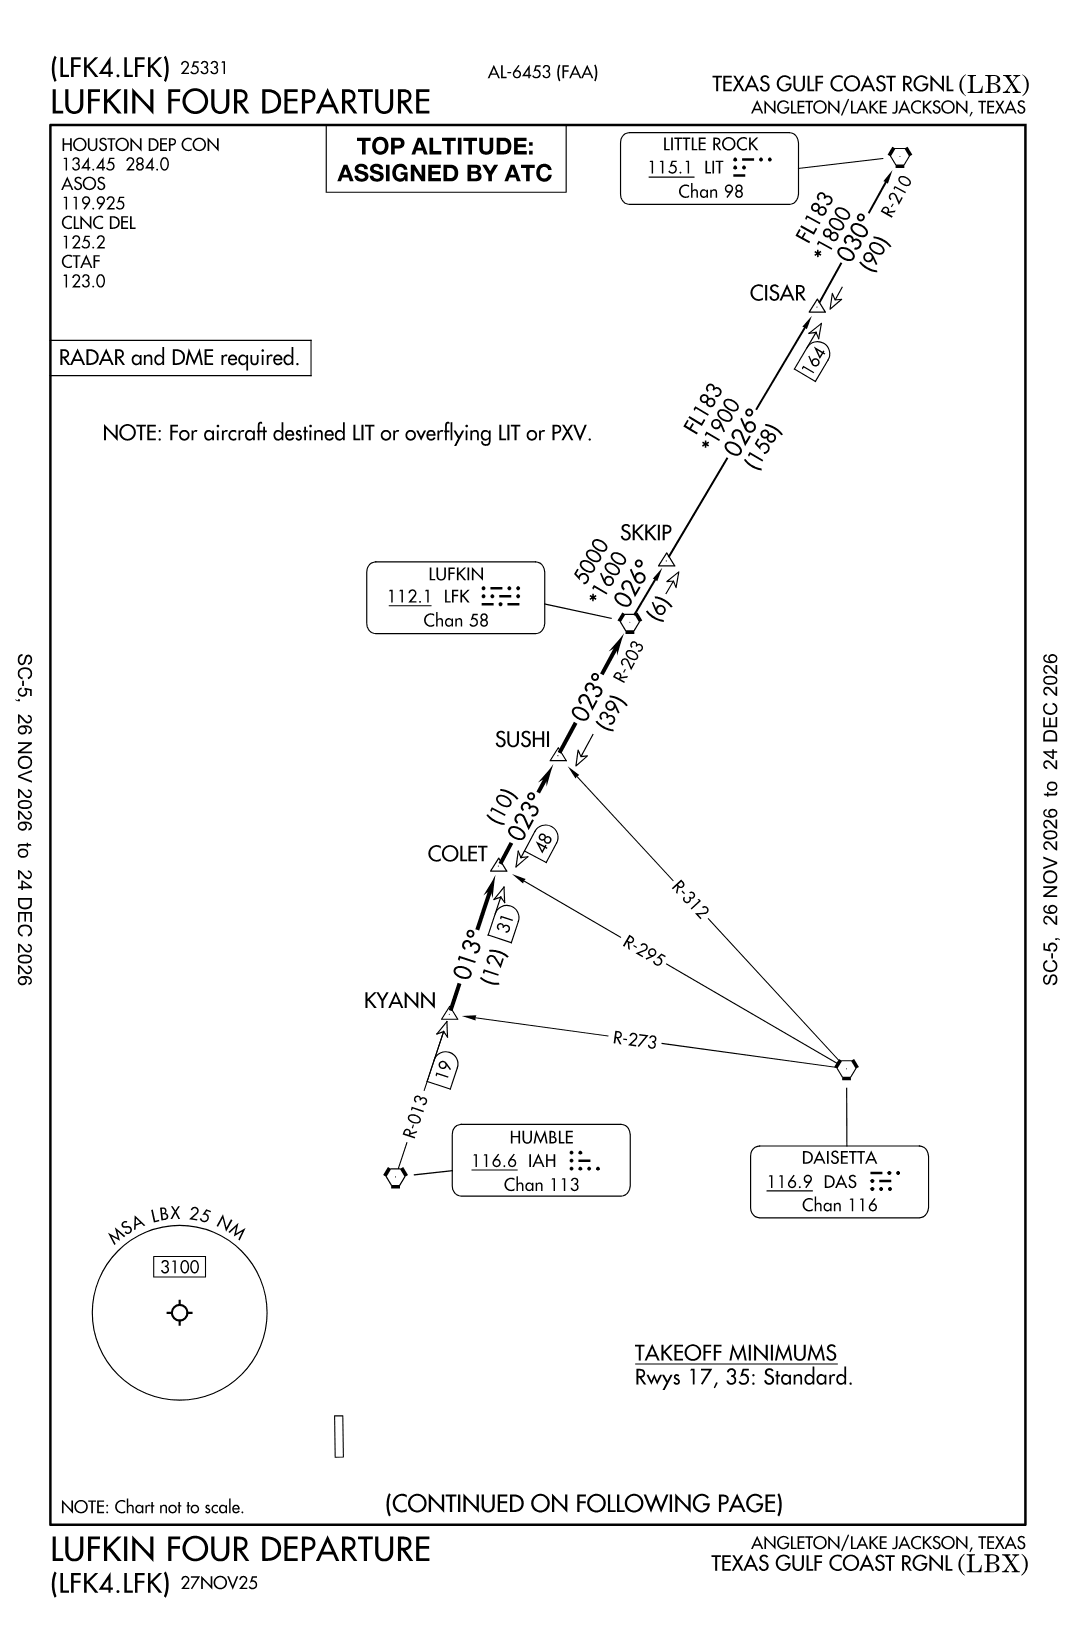 (LFK4.LFK) 25331
AL-6453 (FAA)
TEXAS GULF COAST RGNL (LBX)
LUFKIN FOUR DEPARTURE
ANGLETON/LAKE JACKSON, TEXAS
HOUSTON DEP CON
134.45 284.0
ASOS
119.925
CLNC DEL
125.2
CTAF
123.0
TOP ALTITUDE:
ASSIGNED BY ATC
LITTLE ROCK
115.1 LIT
Chan 98
R-210
FL183
*1800
030°
(90)
CISAR
164
RADAR and DME required.
FL183
*1900
026°
(158)
NOTE: For aircraft destined LIT or overflying LIT or PXV.
SKKIP
5000
*1600
026°
(6)
LUFKIN
112.1 LFK
Chan 58
R-203
023°
(39)
SUSHI
(10)
023°
48
COLET
R-312
31
013°
(12)
R-295
KYANN
R-273
19
R-013
HUMBLE
116.6 IAH
Chan 113
DAISETTA
116.9 DAS
Chan 116
MSA LBX 25 NM
3100
TAKEOFF MINIMUMS
Rwys 17, 35: Standard.
NOTE: Chart not to scale.
(CONTINUED ON FOLLOWING PAGE)
SC-5, 26 NOV 2026 to 24 DEC 2026
SC-5, 26 NOV 2026 to 24 DEC 2026
LUFKIN FOUR DEPARTURE
ANGLETON/LAKE JACKSON, TEXAS
(LFK4.LFK) 27NOV25
TEXAS GULF COAST RGNL (LBX)